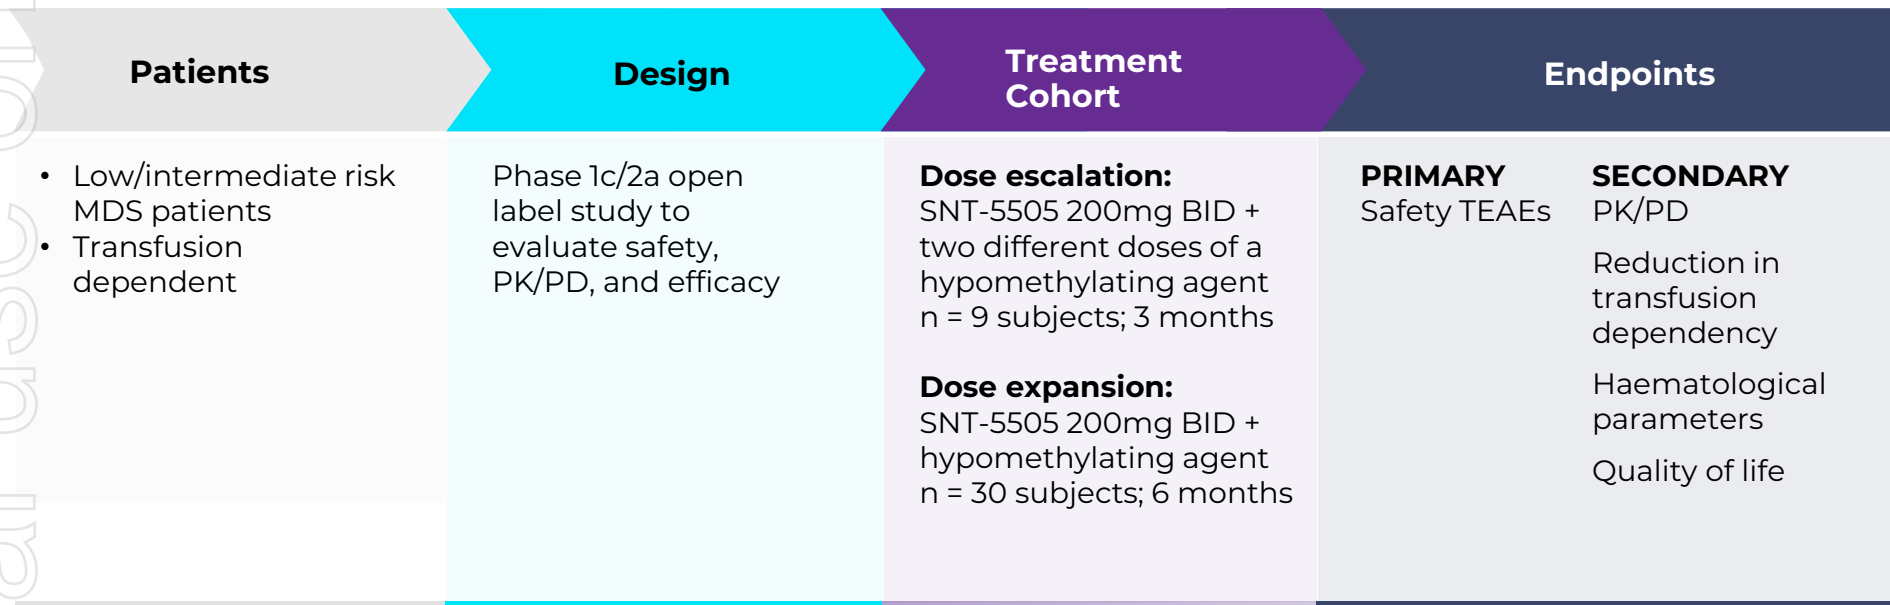 Patients
• Low/intermediate risk
MDS patients
• Transfusion
dependent
Design
Phase 1c/2a open
label study to
evaluate safety,
PK/PD, and efficacy
Treatment
Cohort
Dose escalation:
SNT-5505 200mg BID +
two different doses of a
hypomethylating agent
n = 9 subjects; 3 months
Dose expansion:
SNT-5505 200mg BID +
hypomethylating agent
n = 30 subjects; 6 months
Endpoints
PRIMARY
Safety TEAEs
SECONDARY
PK/PD
Reduction in
transfusion
dependency
Haematological
parameters
Quality of life